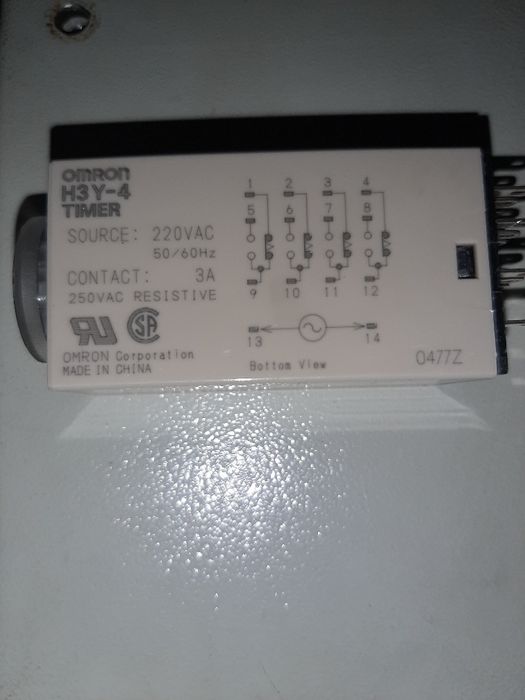 OMRON
H3Y-4
TIMER
SOURCE: 220VAC
50/60Hz
CONTACT: 3A
250VAC RESISTIVE
OMRON Corporation
MADE IN CHINA
1 2 3 4
5 6 7 8
9 10 11 12
13 14
Bottom View
0477Z